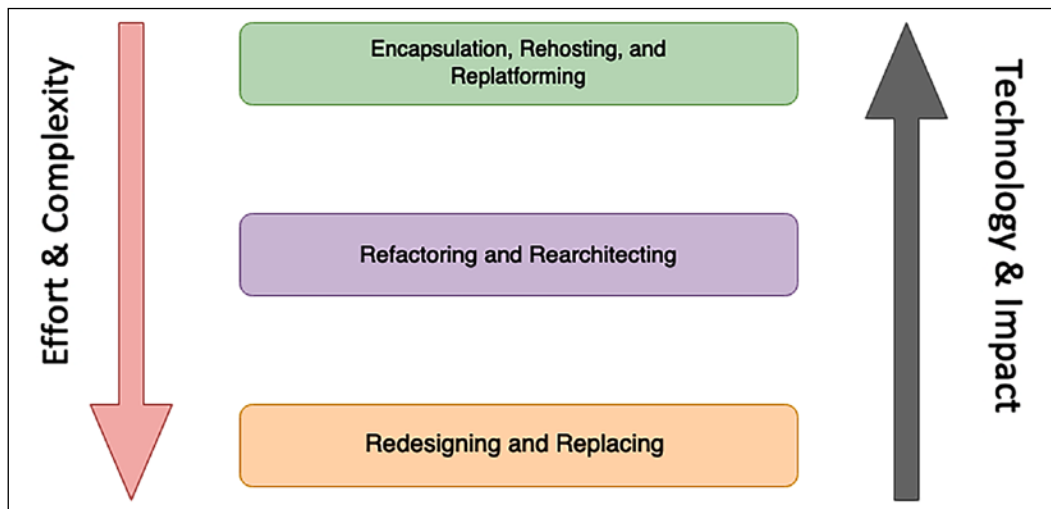 Effort & Complexity
Encapsulation, Rehosting, and
Replatforming
Refactoring and Rearchitecting
Redesigning and Replacing
Technology & Impact